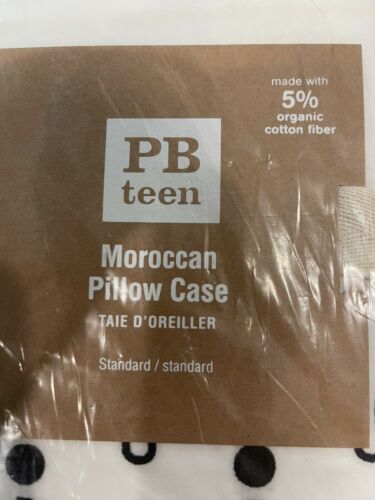 made with
5%
organic
cotton fiber
PB
teen
Moroccan
Pillow Case
TAIE D'OREILLER
Standard / standard